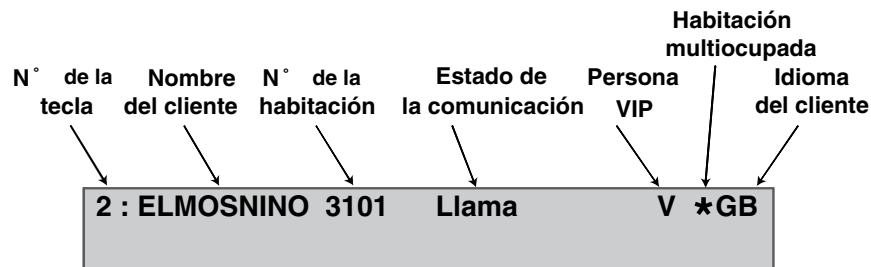 N° de la tecla
Nombre del cliente
N° de la habitación
Estado de la comunicación
Persona VIP
Habitación multiocupada
Idioma del cliente
2 : ELMOSNINO 3101 Llama V *GB